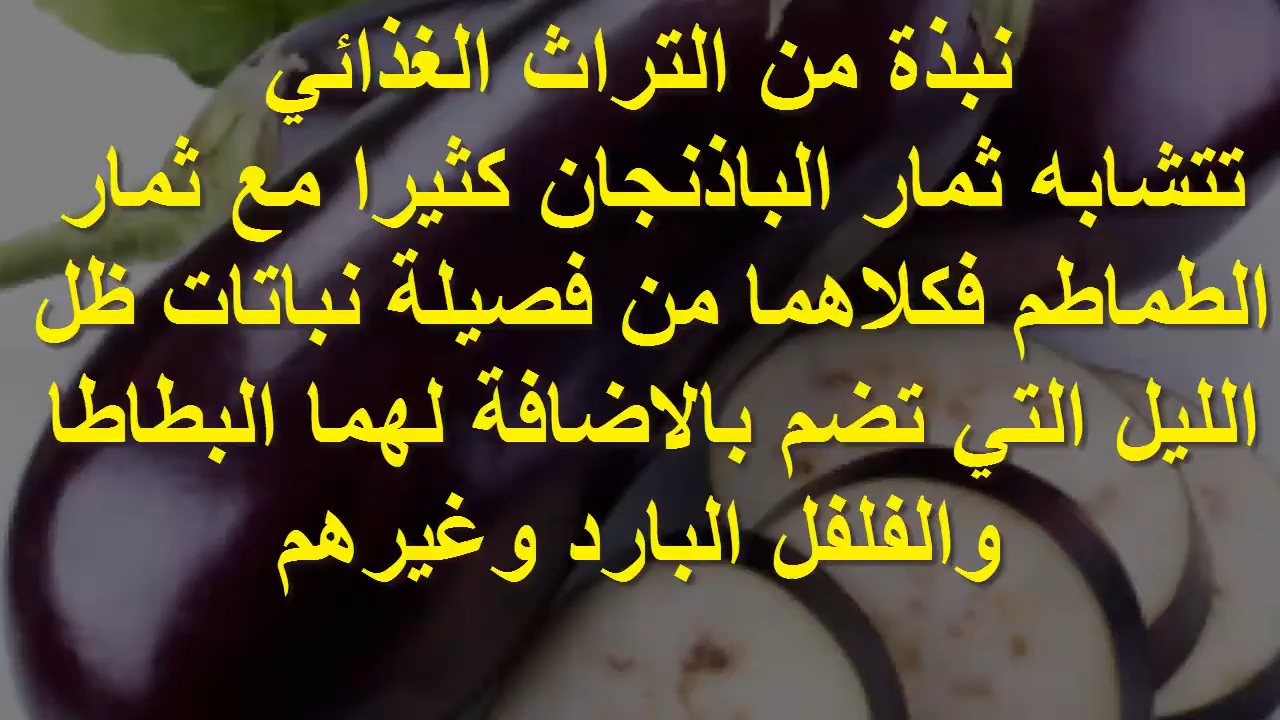 نبذة من التراث الغذائي
تتشابه ثمار الباذنجان كثيرا مع ثمار
الطماطم فكلاهما من فصيلة نباتات ظل
الليل التي تضم بالاضافة لهما البطاطا
والفلفل البارد وغيرهم